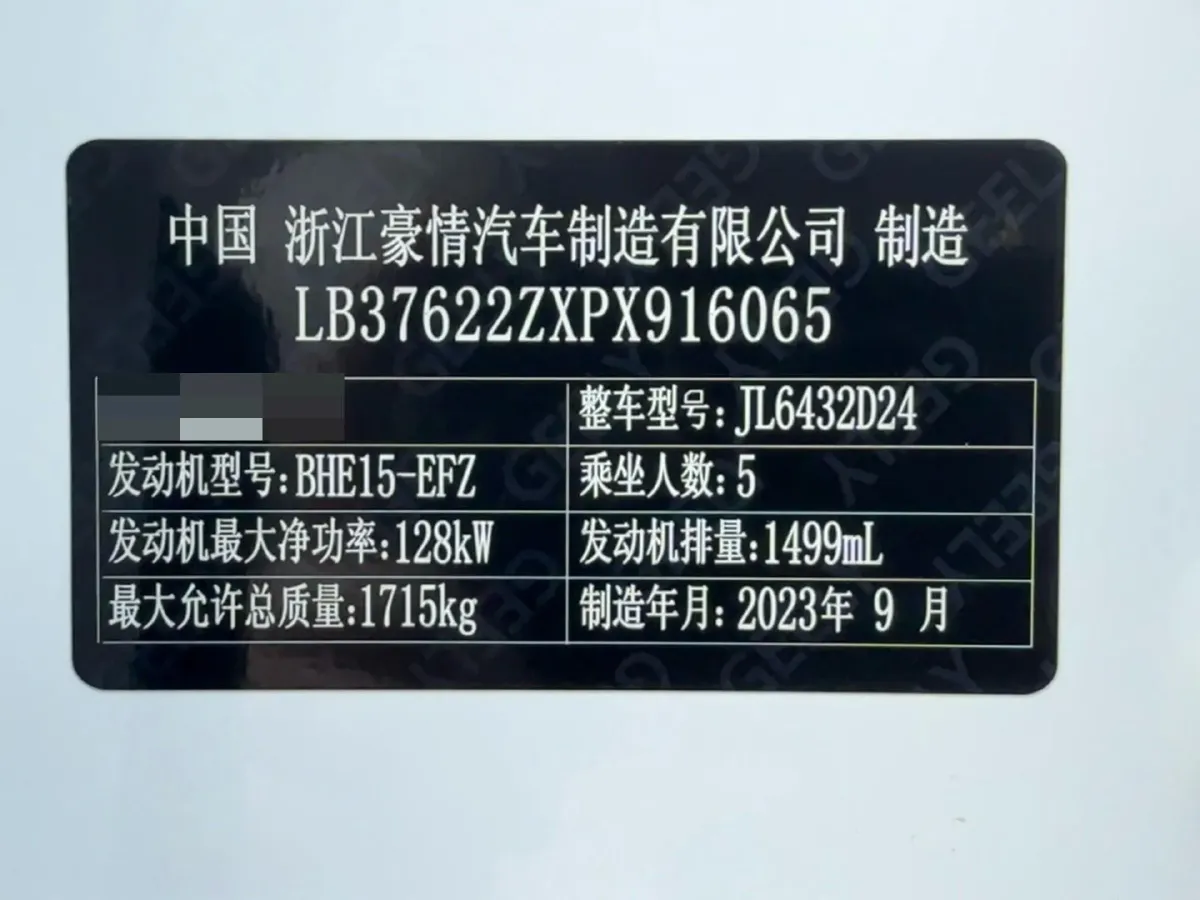 中国 浙江豪情汽车制造有限公司 制造
LB37622ZXPX916065
整车型号:JL6432D24
发动机型号:BHE15-EFZ 乘坐人数:5
发动机最大净功率:128kW 发动机排量:1499mL
最大允许总质量:1715kg 制造年月:2023年 9 月